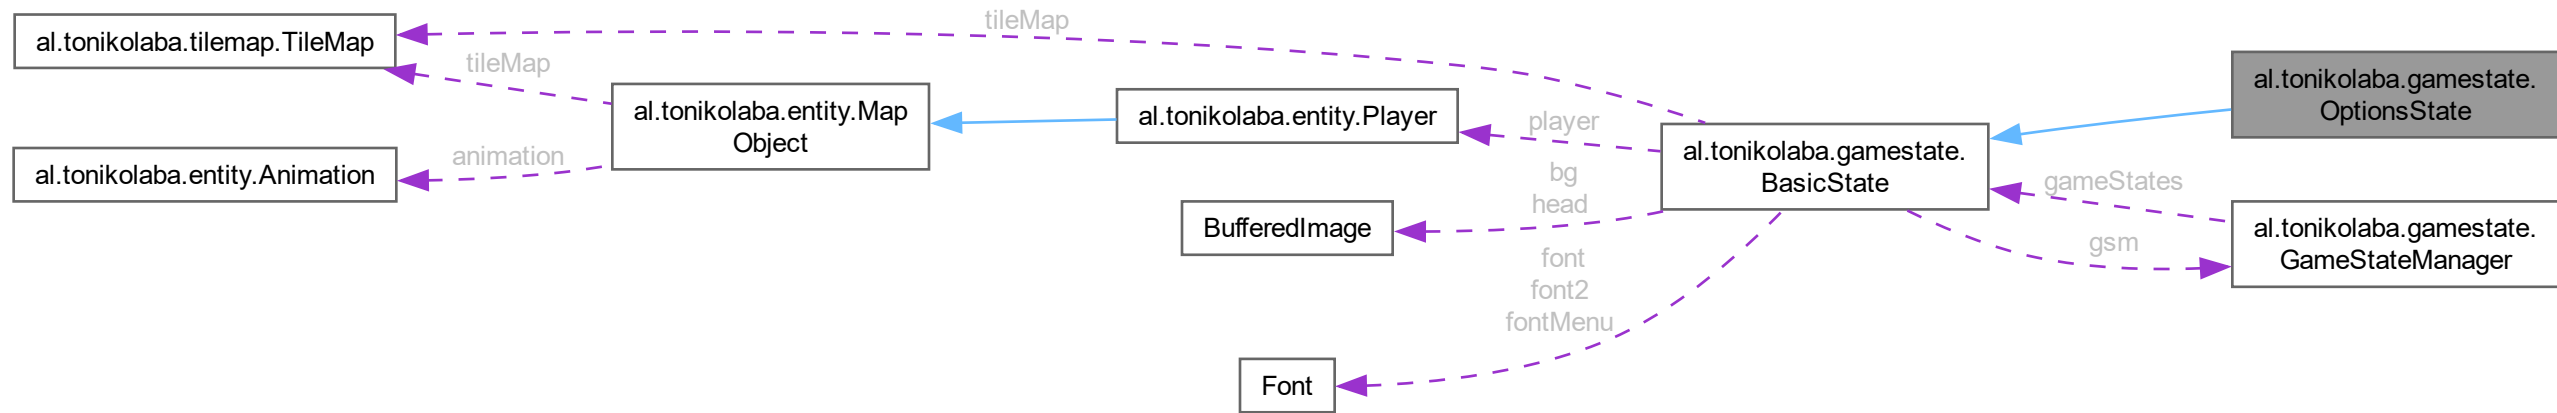 tileMap
al.tonikolaba.tilemap.TileMap
tileMap
al.tonikolaba.entity.Map
Object
al.tonikolaba.entity.Player
player
al.tonikolaba.gamestate.
OptionsState
al.tonikolaba.entity.Animation
animation
bg
head
al.tonikolaba.gamestate.
BasicState
gameStates
BufferedImage
gsm
al.tonikolaba.gamestate.
GameStateManager
font
font2
fontMenu
Font